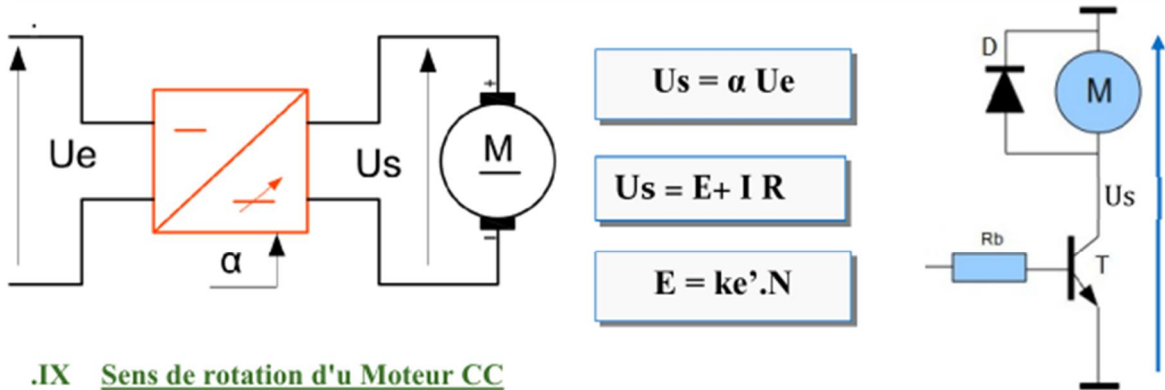 Ue
α
Us
+
M
-
Us = α Ue
Us = E+ I R
E = ke’.N
D
M
Us
Rb
T
.IX Sens de rotation d'u Moteur CC